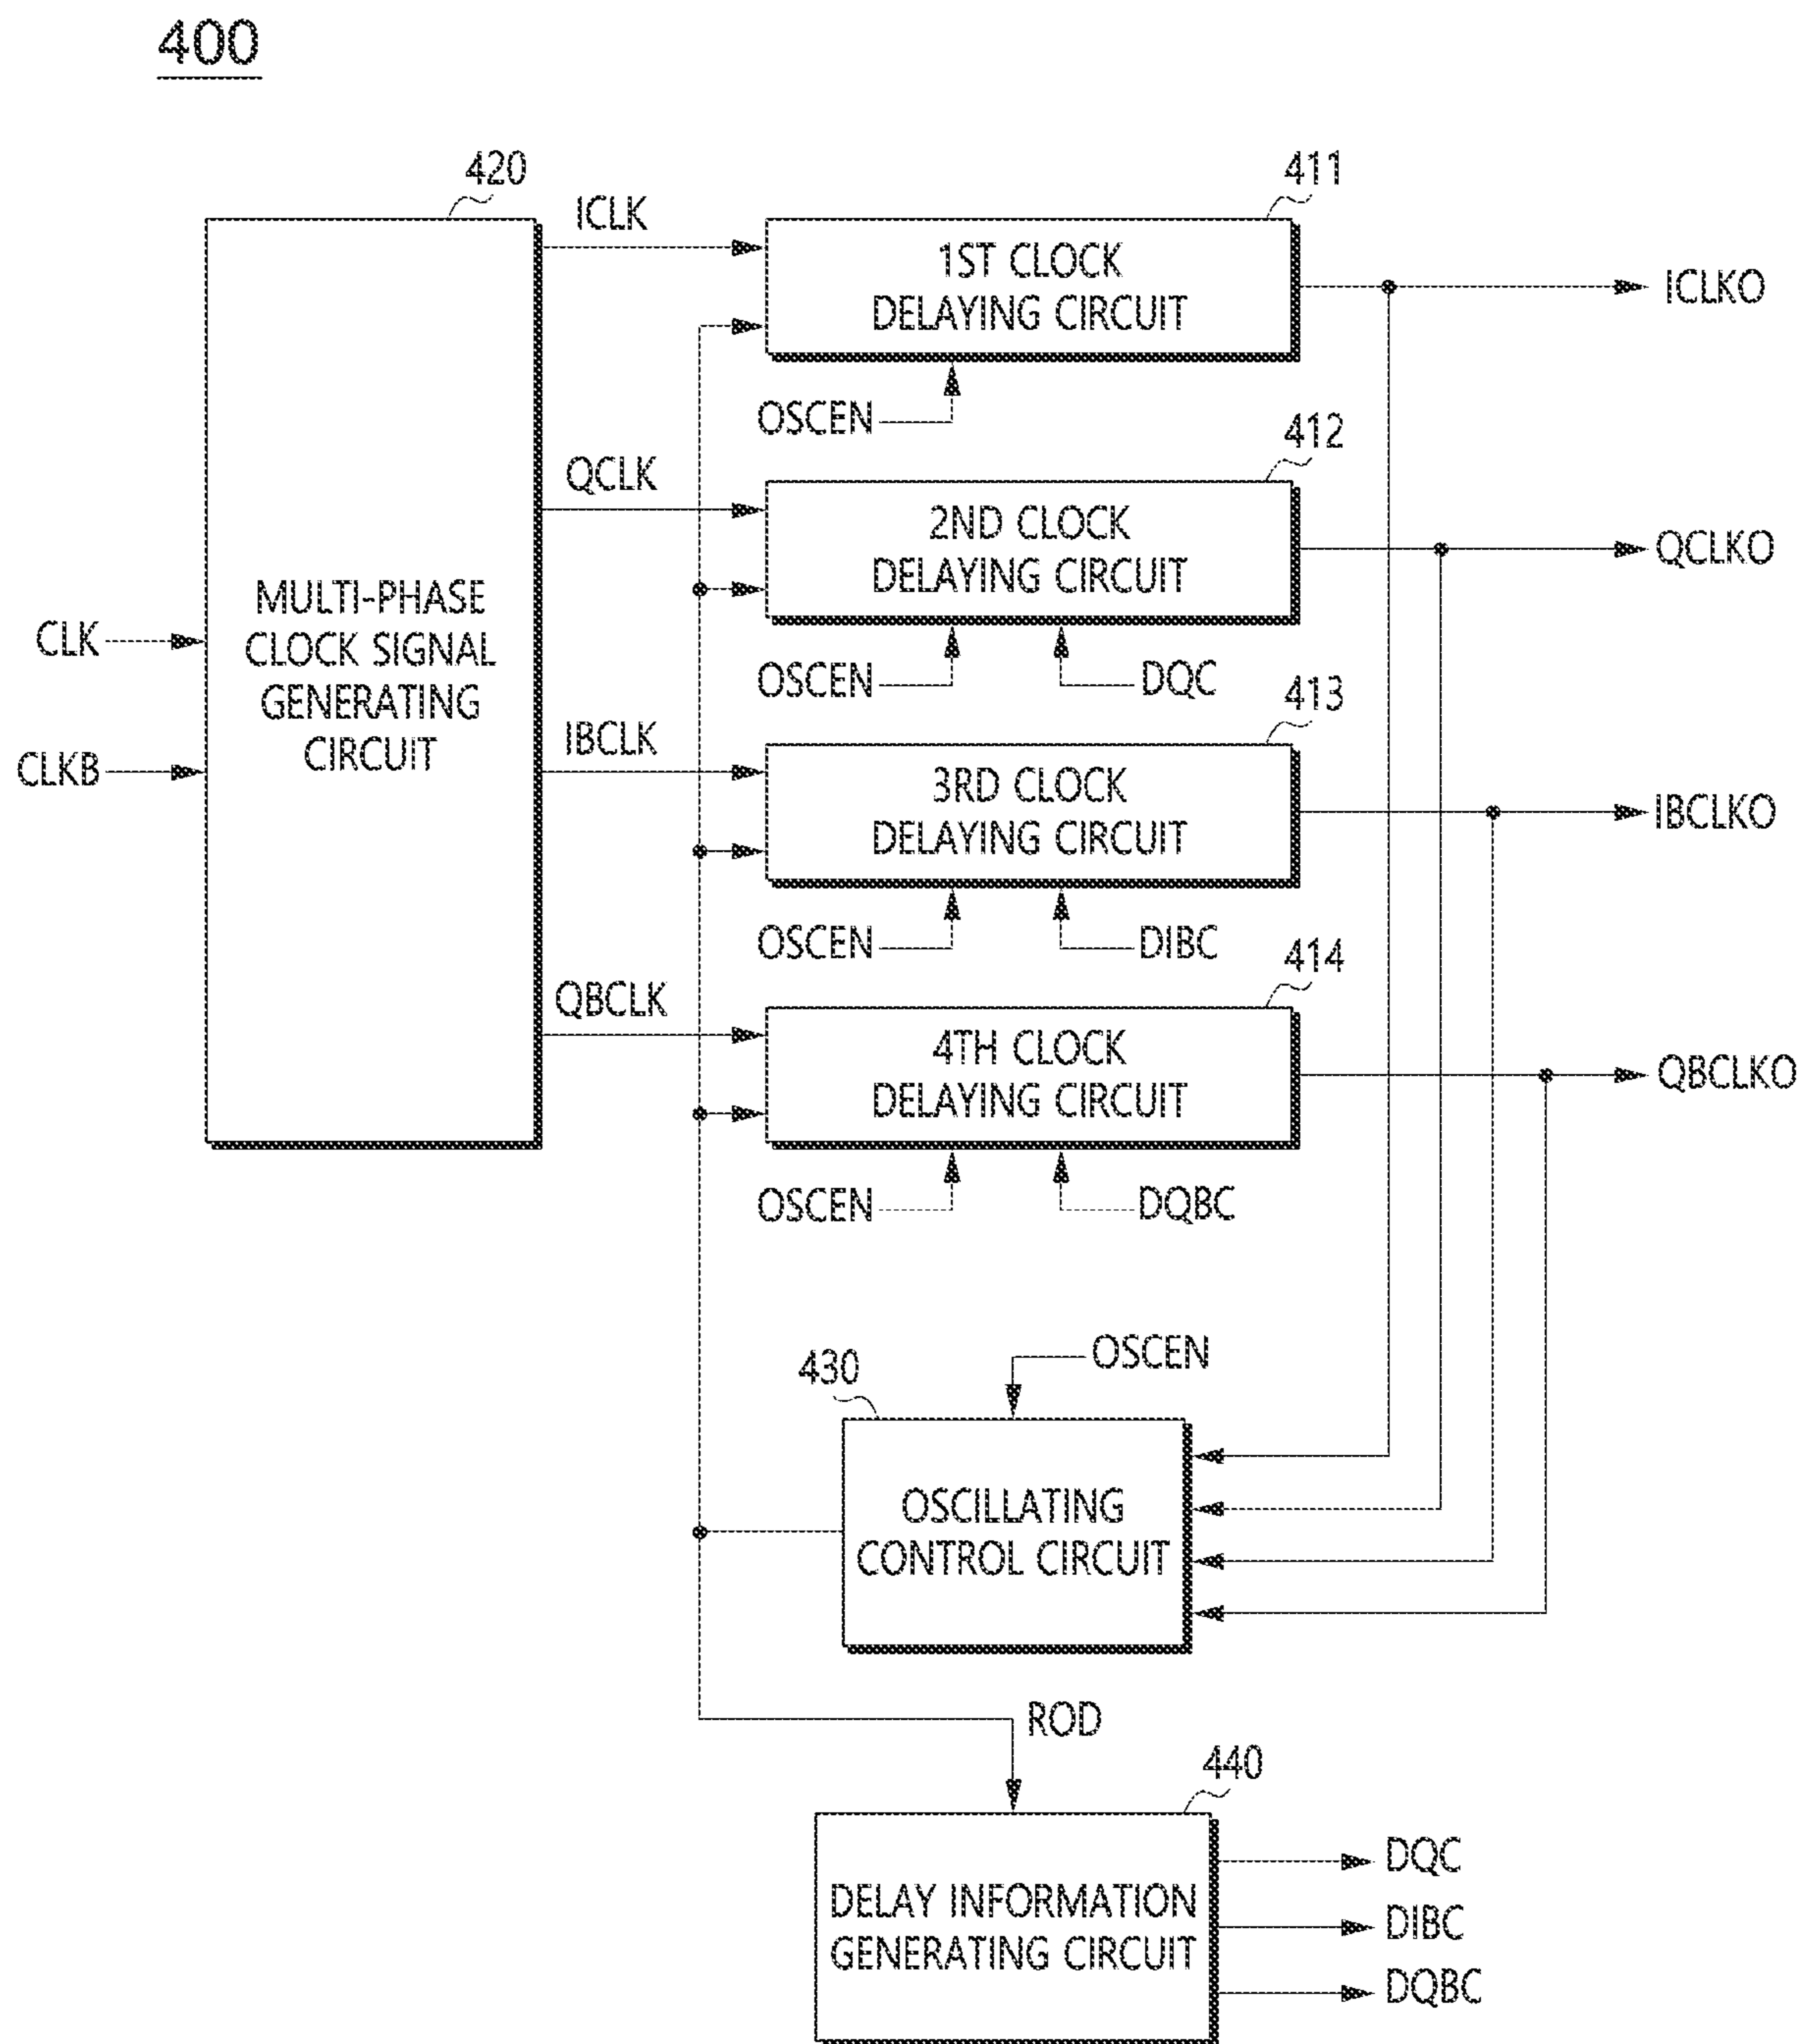 400
420
411
ICLK
1ST CLOCK
DELAYING CIRCUIT
ICLKO
OSCEN
412
QCLK
2ND CLOCK
DELAYING CIRCUIT
QCLKO
MULTI-PHASE
CLOCK SIGNAL
GENERATING
CIRCUIT
CLK
CLKB
OSCEN
DQC
413
IBCLK
3RD CLOCK
DELAYING CIRCUIT
IBCLKO
OSCEN
DIBC
414
QBCLK
4TH CLOCK
DELAYING CIRCUIT
QBCLKO
OSCEN
DQBC
OSCEN
430
OSCILLATING
CONTROL CIRCUIT
ROD
440
DELAY INFORMATION
GENERATING CIRCUIT
DQC
DIBC
DQBC